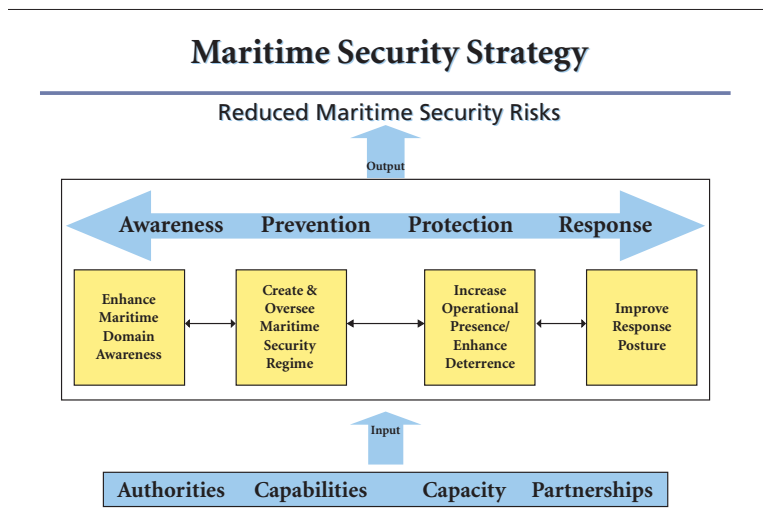 Maritime Security Strategy
Reduced Maritime Security Risks
Output
Awareness Prevention Protection Response
Enhance
Maritime
Domain
Awareness
Create &
Oversee
Maritime
Security
Regime
Increase
Operational
Presence/
Enhance
Deterrence
Improve
Response
Posture
Input
Authorities Capabilities Capacity Partnerships